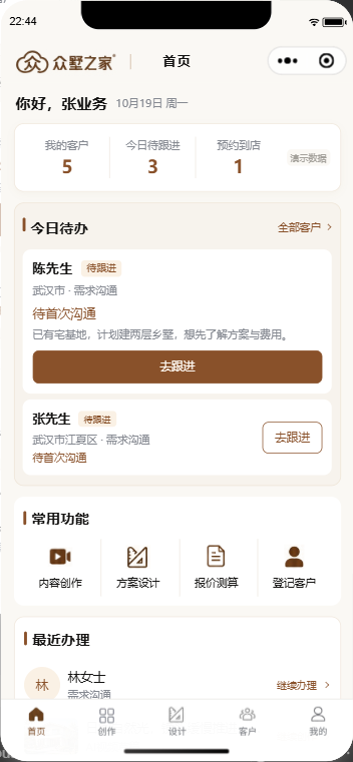 22:44
众墅之家
首页
你好，张业务 10月19日 周一
我的客户 今日待跟进 预约到店
5 3 1
演示数据
今日待办 全部客户 >
陈先生 待跟进
武汉市 · 需求沟通
待首次沟通
已有宅基地，计划建两层乡墅，想先了解方案与费用。
去跟进
张先生 待跟进
武汉市江夏区 · 需求沟通
待首次沟通
去跟进
常用功能
内容创作 方案设计 报价测算 登记客户
最近办理
林 林女士
需求沟通
继续办理 >
首页 创作 设计 客户 我的